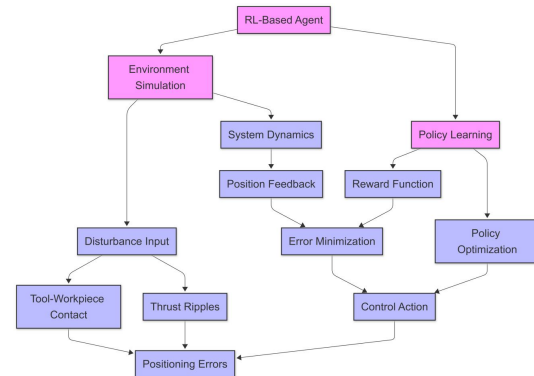 RL-Based Agent
Environment
Simulation
System Dynamics
Policy Learning
Position Feedback
Reward Function
Disturbance Input
Error Minimization
Policy
Optimization
Tool-Workpiece
Contact
Thrust Ripples
Control Action
Positioning Errors